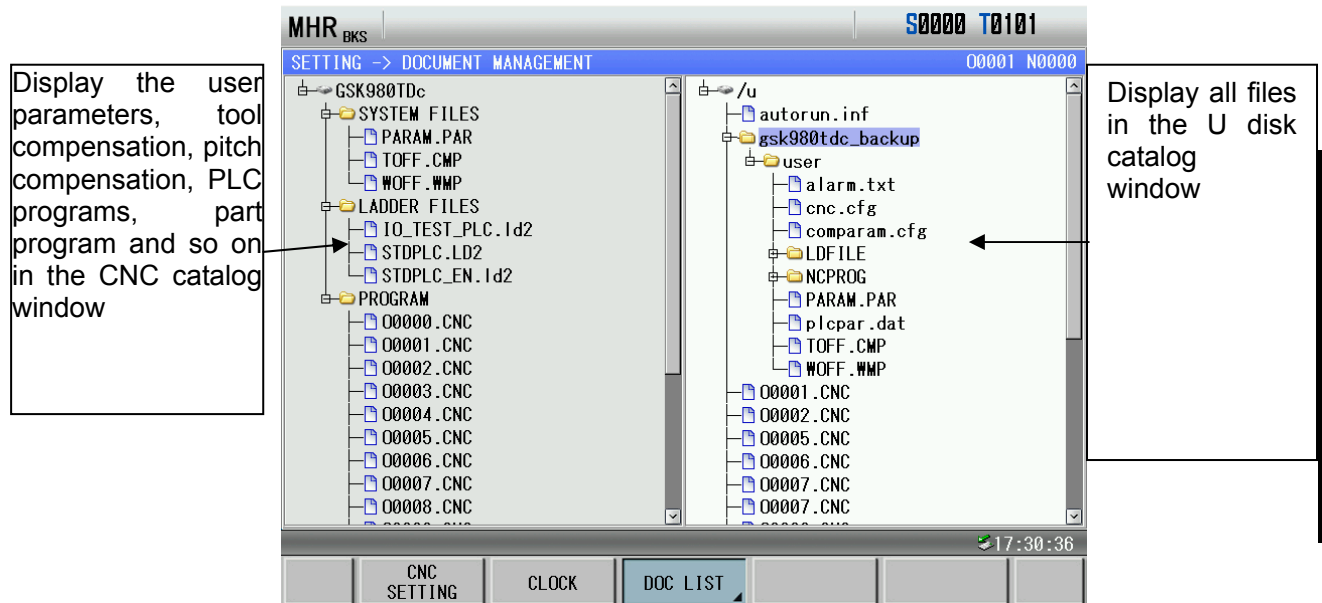 MHR BKS
S0000 T0101
SETTING -> DOCUMENT MANAGEMENT
O0001 N0000
Display the user
parameters, tool
compensation, pitch
compensation, PLC
programs, part
program and so on
in the CNC catalog
window
GSK980TDc
SYSTEM FILES
PARAM.PAR
TOFF.CMP
WOFF.WMP
LADDER FILES
IO_TEST_PLC.ld2
STDPLC.LD2
STDPLC_EN.ld2
PROGRAM
O0000.CNC
O0001.CNC
O0002.CNC
O0003.CNC
O0004.CNC
O0005.CNC
O0006.CNC
O0007.CNC
O0008.CNC
/u
autorun.inf
gsk980tdc_backup
user
alarm.txt
cnc.cfg
comparam.cfg
LDFILE
NCPROG
PARAM.PAR
plcpar.dat
TOFF.CMP
WOFF.WMP
O0001.CNC
O0002.CNC
O0005.CNC
O0006.CNC
O0007.CNC
O0007.CNC
Display all files
in the U disk
catalog
window
17:30:36
CNC
SETTING
CLOCK
DOC LIST